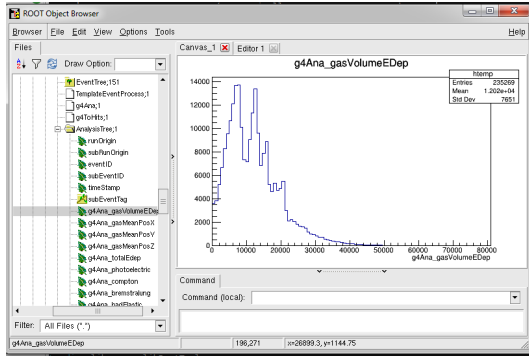 ROOT Object Browser
Browser File Edit View Options Tools Help
Files
Draw Option:
EventTree;151
TemplateEventProcess;1
g4Ana;1
g4ToHits;1
AnalysisTree;1
runOrigin
subRunOrigin
eventID
subEventID
timeStamp
subEventTag
g4Ana_gasVolumeEDep
g4Ana_gasMeanPosX
g4Ana_gasMeanPosY
g4Ana_gasMeanPosZ
g4Ana_totalEdep
g4Ana_photoelectric
g4Ana_compton
g4Ana_bremstralung
g4Ana_hadElastic
Filter: All Files (*.*)
Canvas_1 Editor 1
g4Ana_gasVolumeEDep
htemp
Entries 235269
Mean 1.202e+04
Std Dev 7651
14000
12000
10000
8000
6000
4000
2000
0
0 10000 20000 30000 40000 50000 60000 70000 80000
g4Ana_gasVolumeEDep
Command
Command (local):
g4Ana_gasVolumeEDep 196,271 x=26899.3, y=1144.75